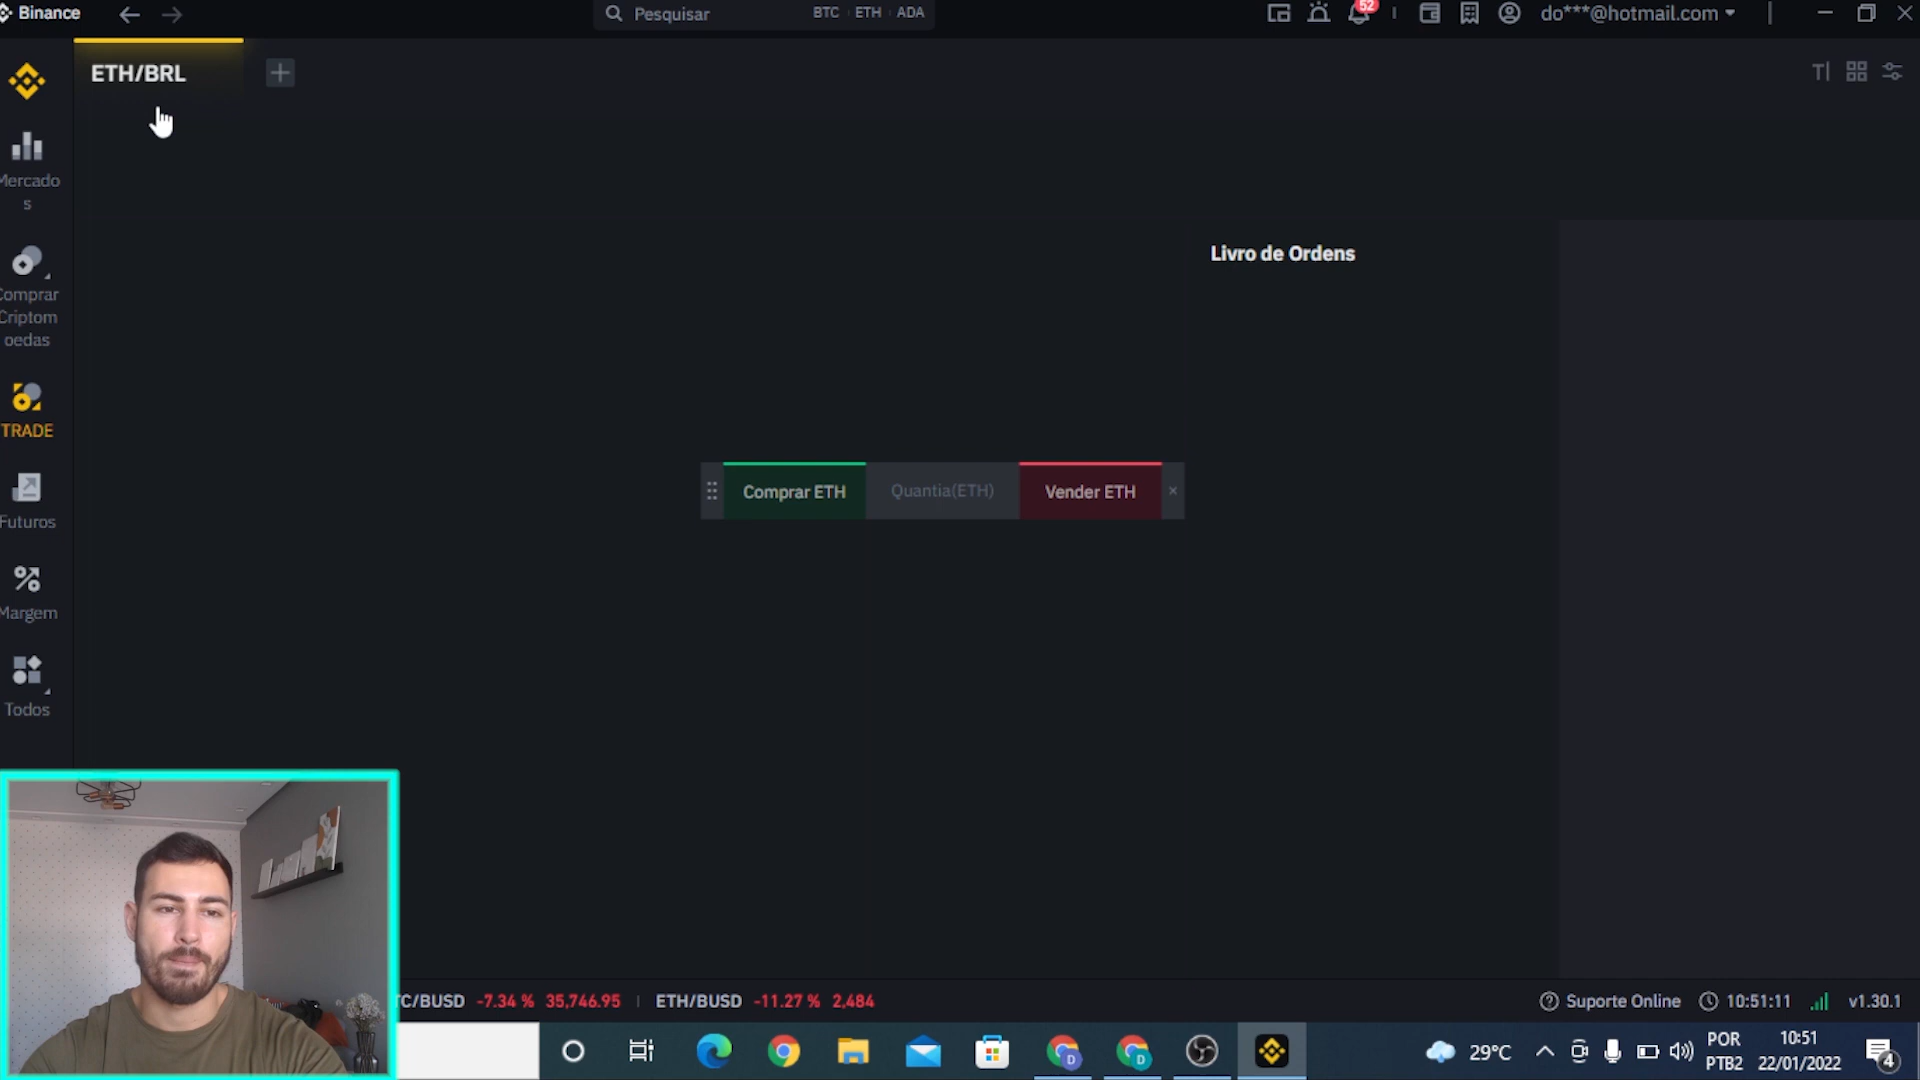 Binance
Pesquisar
BTC
ETH
ADA
52
do***@hotmail.com
ETH/BRL
T|
Mercado
s
Comprar
Criptom
oedas
TRADE
Futuros
Margem
Todos
Livro de Ordens
Comprar ETH
Quantia(ETH)
Vender ETH
TC/BUSD -7.34 % 35,746.95
ETH/BUSD -11.27 % 2,484
Suporte Online
10:51:11
v1.30.1
D
D
29°C
POR
PTB2
10:51
22/01/2022
4